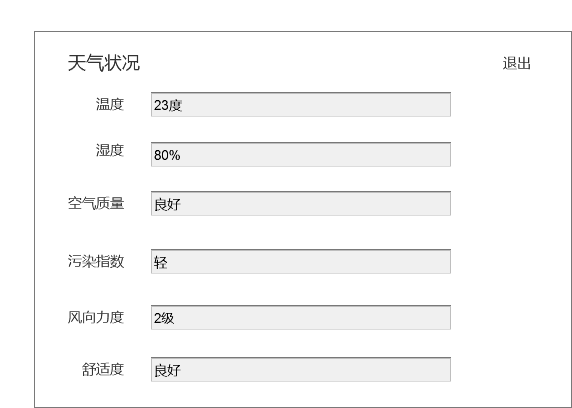 天气状况 退出
温度 23度
湿度 80%
空气质量 良好
污染指数 轻
风向力度 2级
舒适度 良好